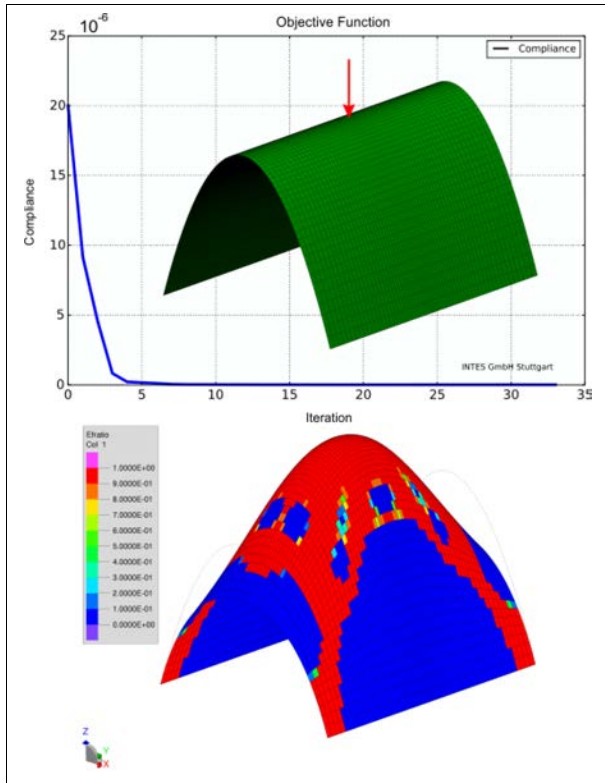 10^-6
Objective Function
25
20
15
10
5
0
Compliance
Compliance
INTES GmbH Stuttgart
0 5 10 15 20 25 30 35
Iteration
Efratio
Col 1
1.0000E+00
9.0000E-01
8.0000E-01
7.0000E-01
6.0000E-01
5.0000E-01
4.0000E-01
3.0000E-01
2.0000E-01
1.0000E-01
0.0000E+00
Z
Y
X